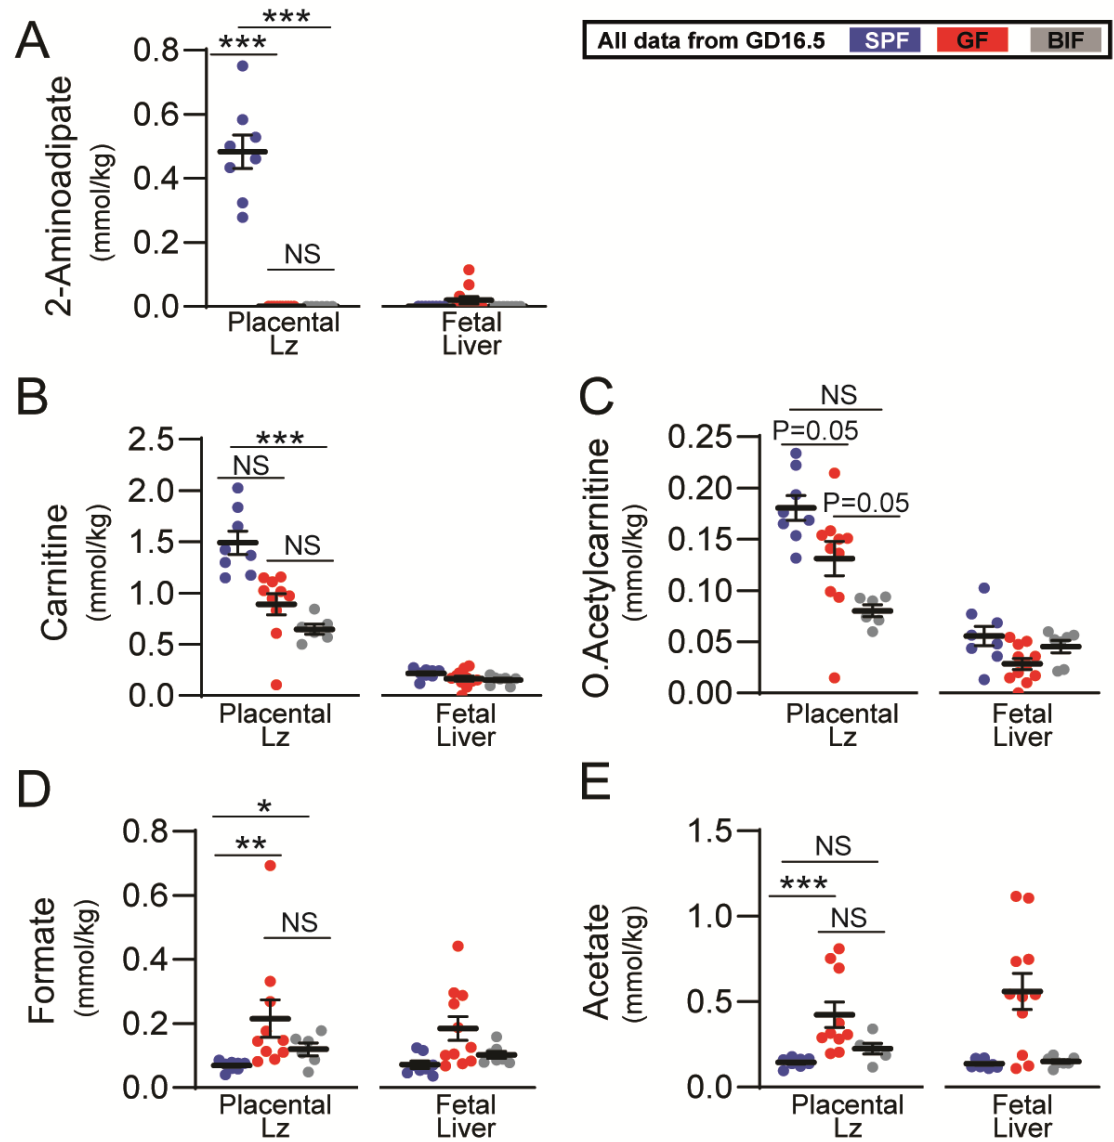 A
All data from GD16.5 SPF GF BIF
2-Aminoadipate
(mmol/kg)
0.8
0.6
0.4
0.2
0.0
***
***
NS
Placental
Lz
Fetal
Liver
B
Carnitine
(mmol/kg)
2.5
2.0
1.5
1.0
0.5
0.0
***
NS
NS
Placental
Lz
Fetal
Liver
C
O.Acetylcarnitine
(mmol/kg)
0.25
0.20
0.15
0.10
0.05
0.00
NS
P=0.05
P=0.05
Placental
Lz
Fetal
Liver
D
Formate
(mmol/kg)
0.8
0.6
0.4
0.2
0.0
*
**
NS
Placental
Lz
Fetal
Liver
E
Acetate
(mmol/kg)
1.5
1.0
0.5
0.0
NS
***
NS
Placental
Lz
Fetal
Liver